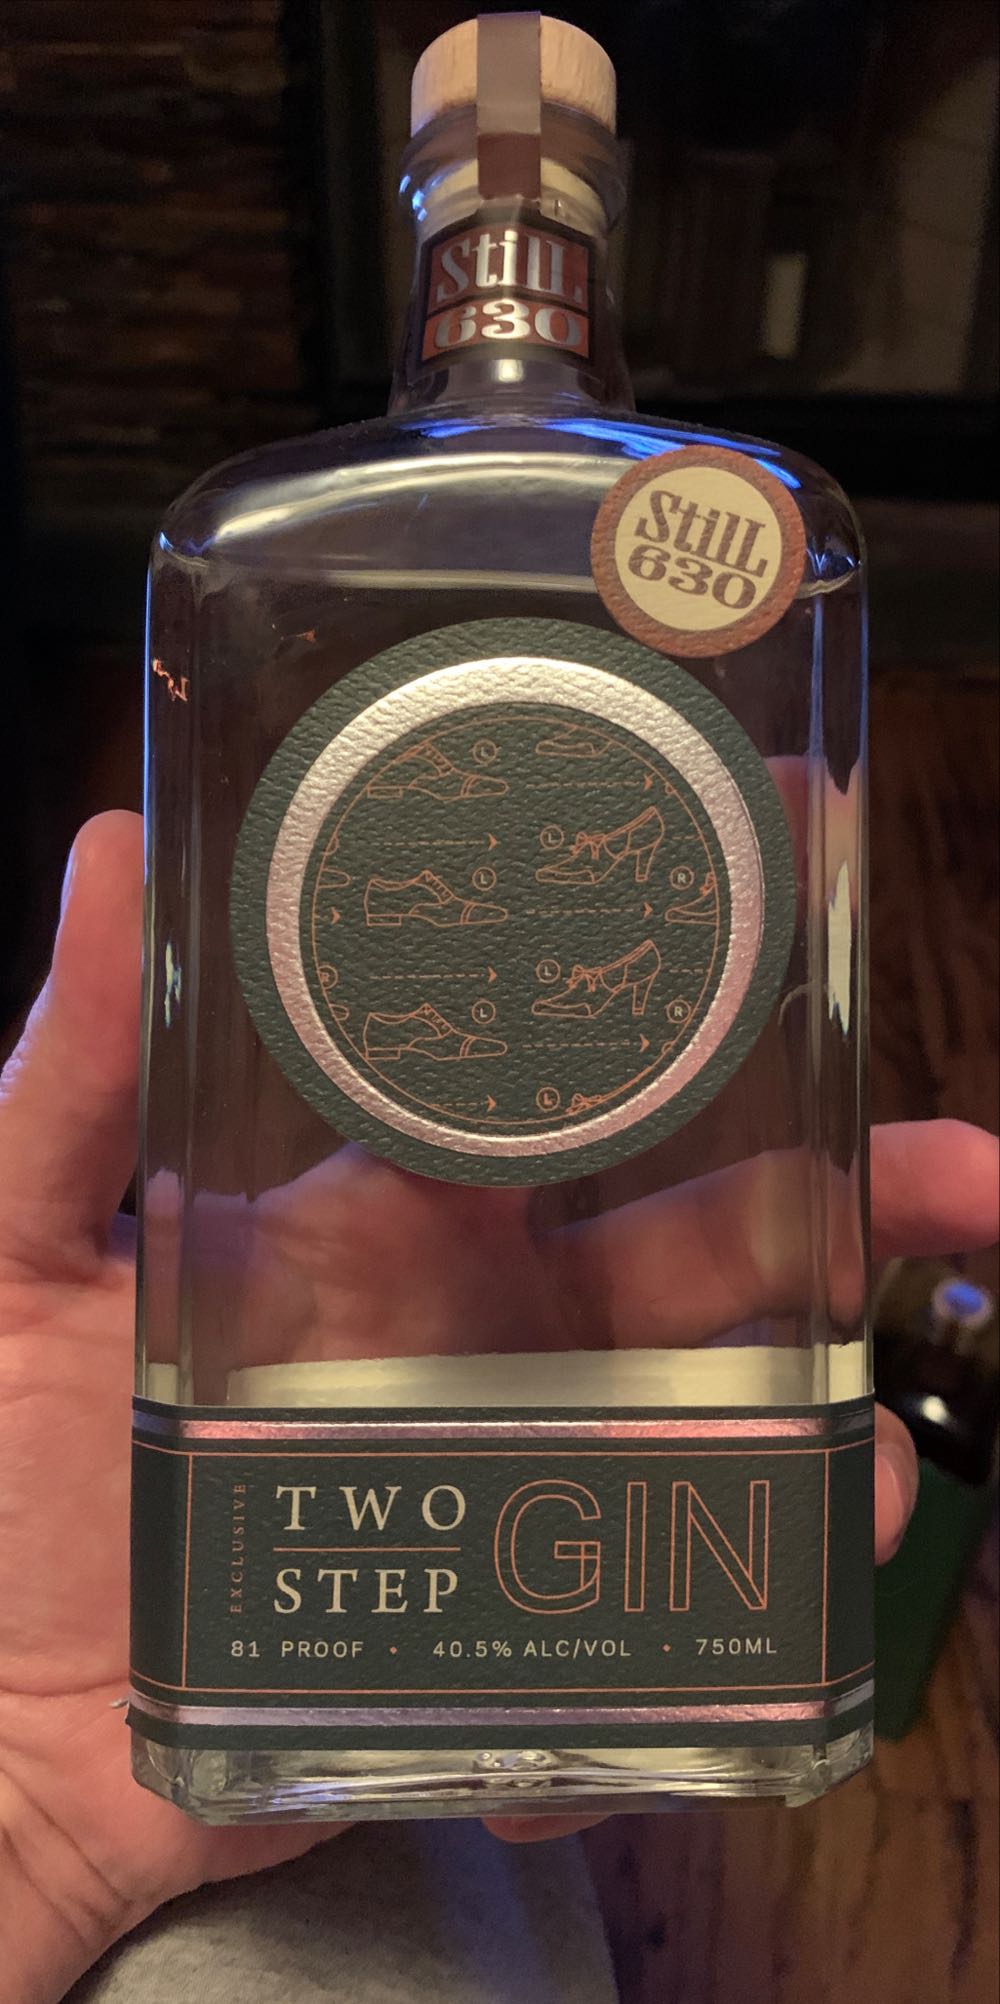 StilL
630
StilL
630
L
L
L
R
L
R
L
R
L
EXCLUSIVE
TWO
STEP
GIN
81 PROOF • 40.5% ALC/VOL • 750ML